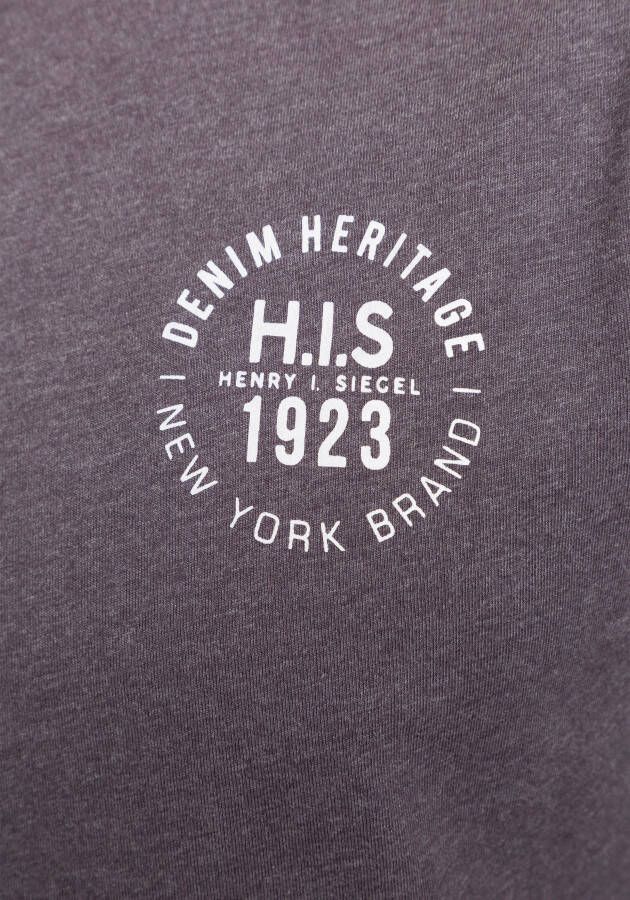 DENIM HERITAGE
H.I.S
HENRY I. SIEGEL
1923
NEW YORK BRAND